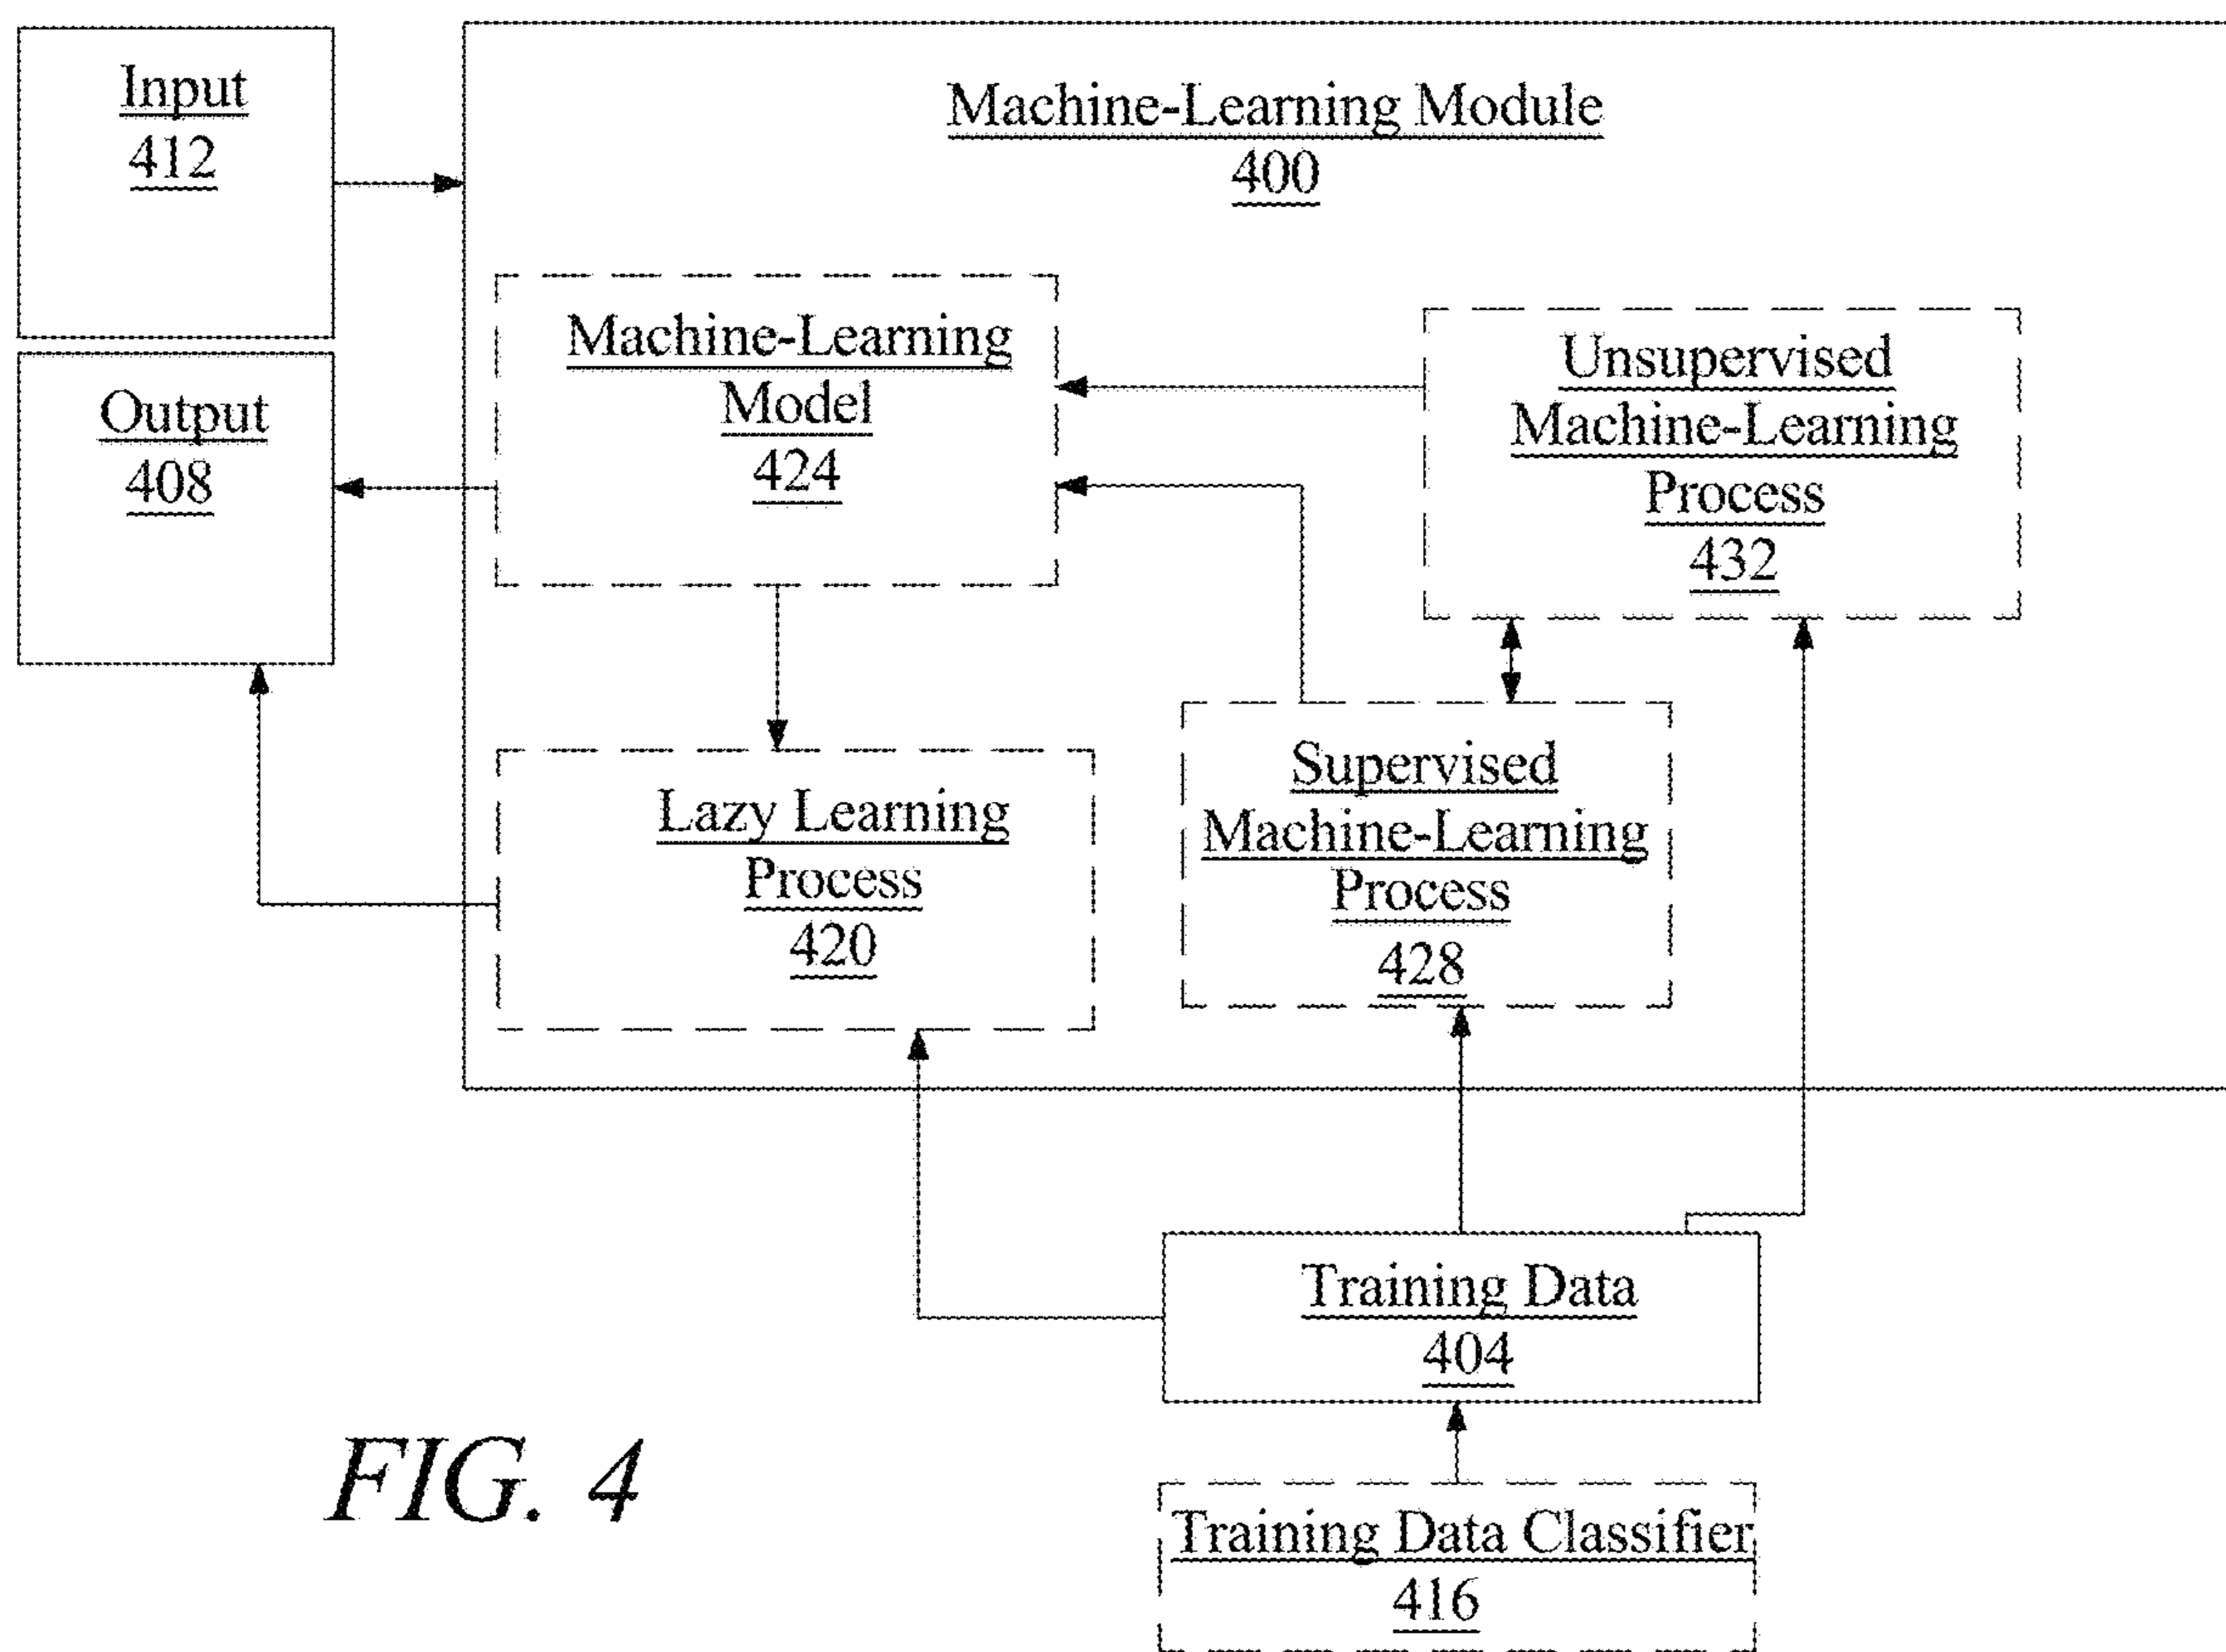 Input
412
Machine-Learning Module
400
Machine-Learning
Model
424
Unsupervised
Machine-Learning
Process
432
Output
408
Lazy Learning
Process
420
Supervised
Machine-Learning
Process
428
Training Data
404
Training Data Classifier
416
FIG. 4